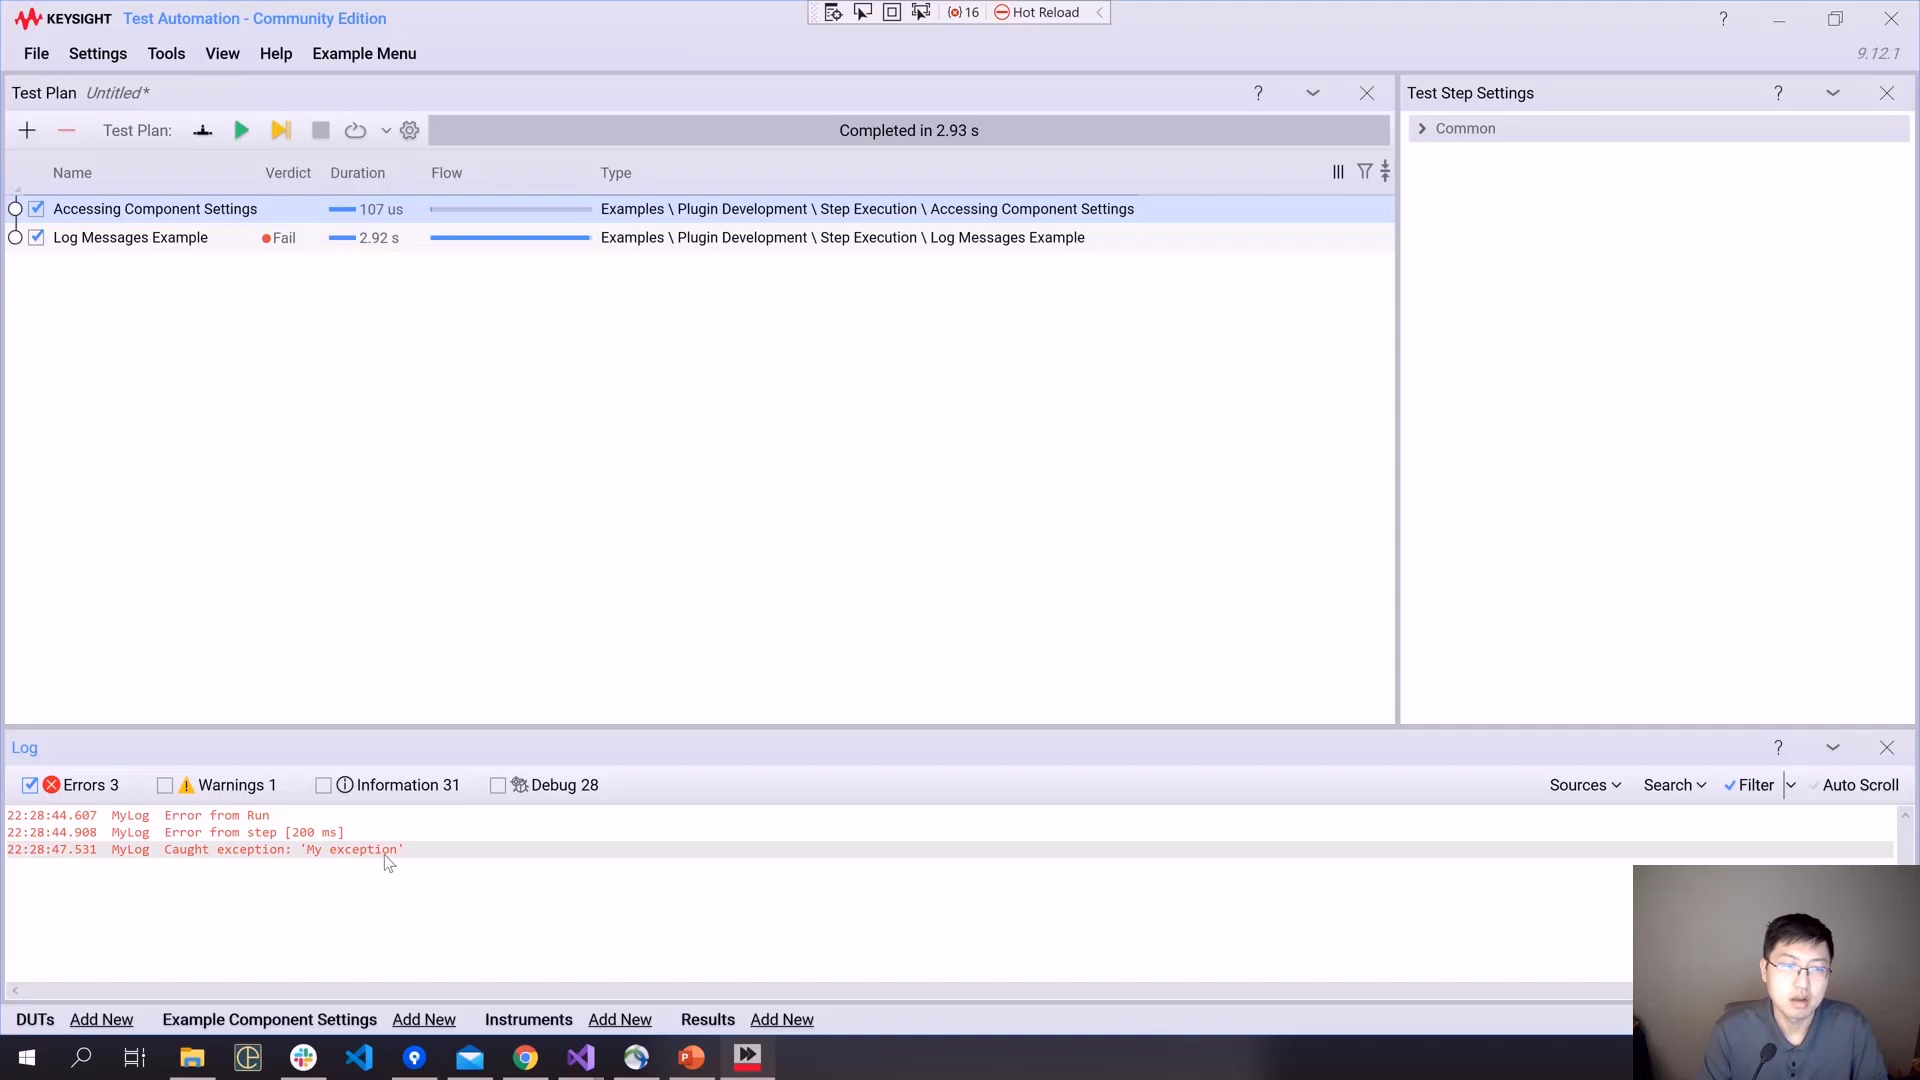 KEYSIGHT Test Automation - Community Edition
16 Hot Reload
?
File Settings Tools View Help Example Menu
9.12.1
Test Plan Untitled*
?
Test Step Settings
?
Test Plan:
Completed in 2.93 s
Common
Name Verdict Duration Flow Type
Accessing Component Settings 107 us Examples \ Plugin Development \ Step Execution \ Accessing Component Settings
Log Messages Example Fail 2.92 s Examples \ Plugin Development \ Step Execution \ Log Messages Example
Log
?
Errors 3 Warnings 1 Information 31 Debug 28 Sources Search Filter Auto Scroll
22:28:44.607 MyLog Error from Run
22:28:44.908 MyLog Error from step [200 ms]
22:28:47.531 MyLog Caught exception: 'My exception'
DUTs Add New Example Component Settings Add New Instruments Add New Results Add New